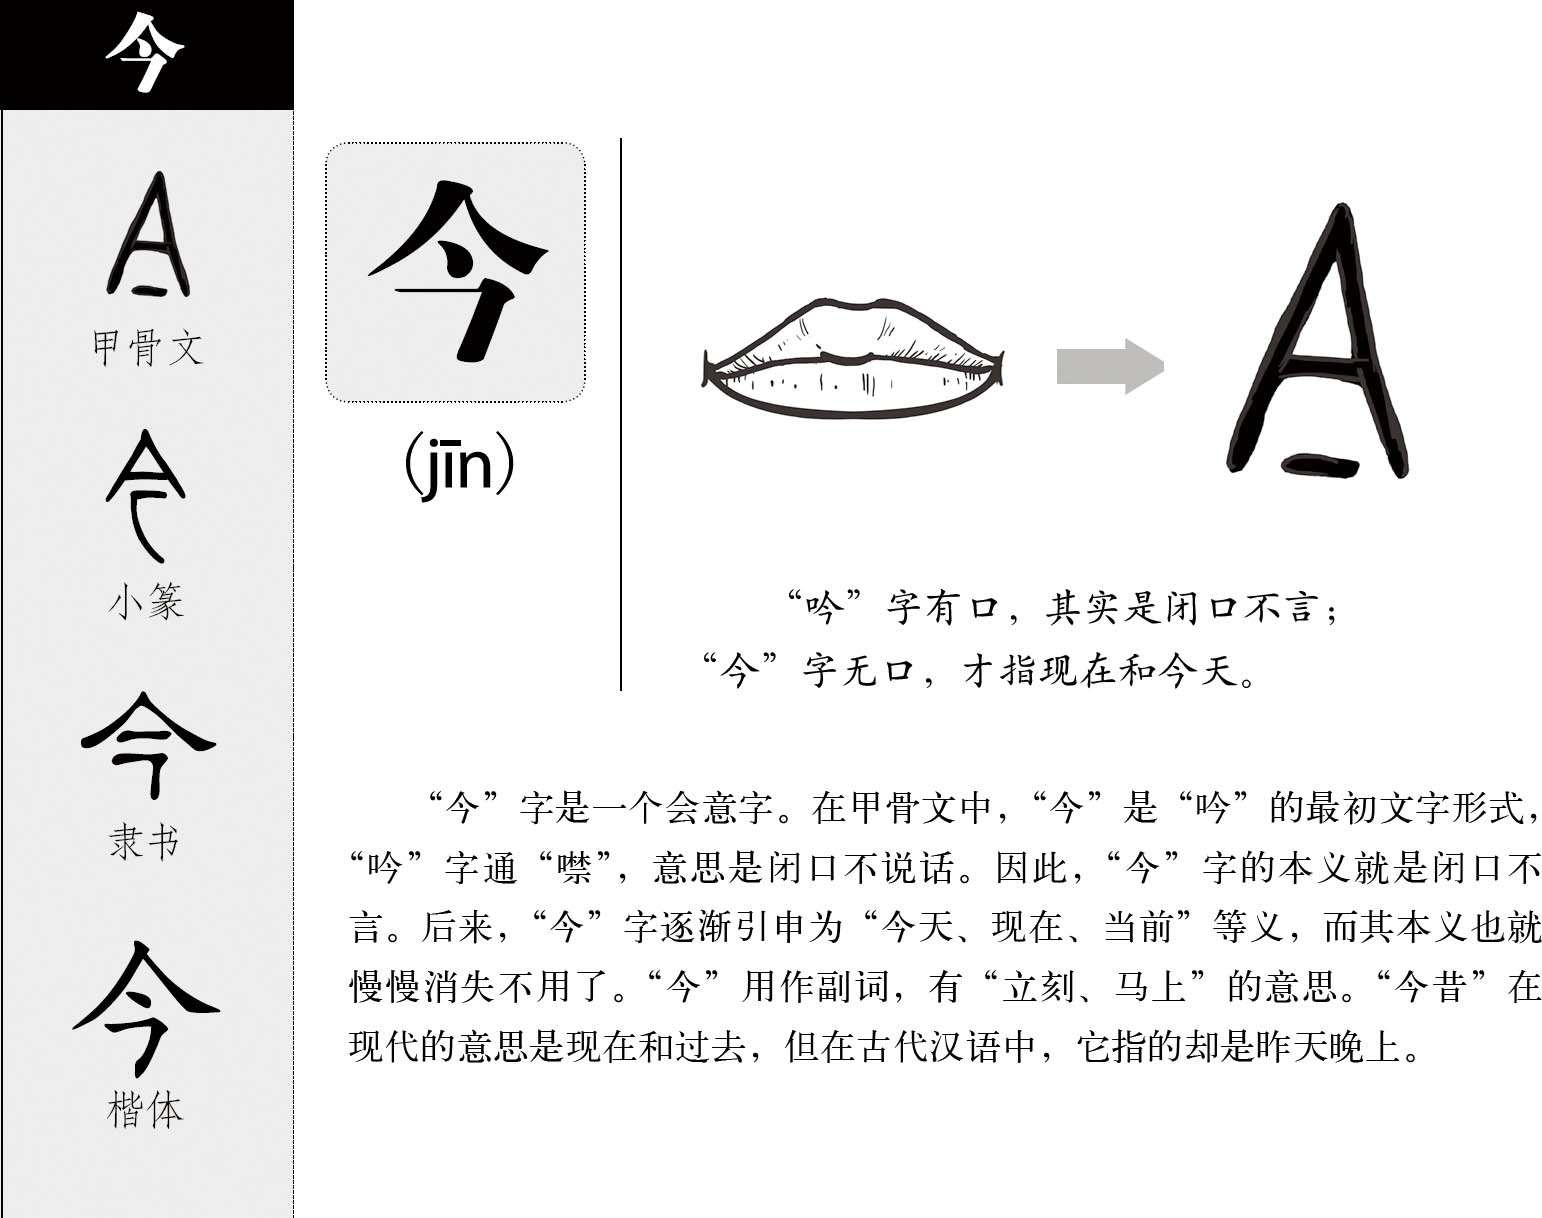 今
甲骨文
小篆
隶书
楷体
今
（jīn）
“吟”字有口，其实是闭口不言；
“今”字无口，才指现在和今天。
“今”字是一个会意字。在甲骨文中，“今”是“吟”的最初文字形式，
“吟”字通“噤”，意思是闭口不说话。因此，“今”字的本义就是闭口不
言。后来，“今”字逐渐引申为“今天、现在、当前”等义，而其本义也就
慢慢消失不用了。“今”用作副词，有“立刻、马上”的意思。“今昔”在
现代的意思是现在和过去，但在古代汉语中，它指的却是昨天晚上。